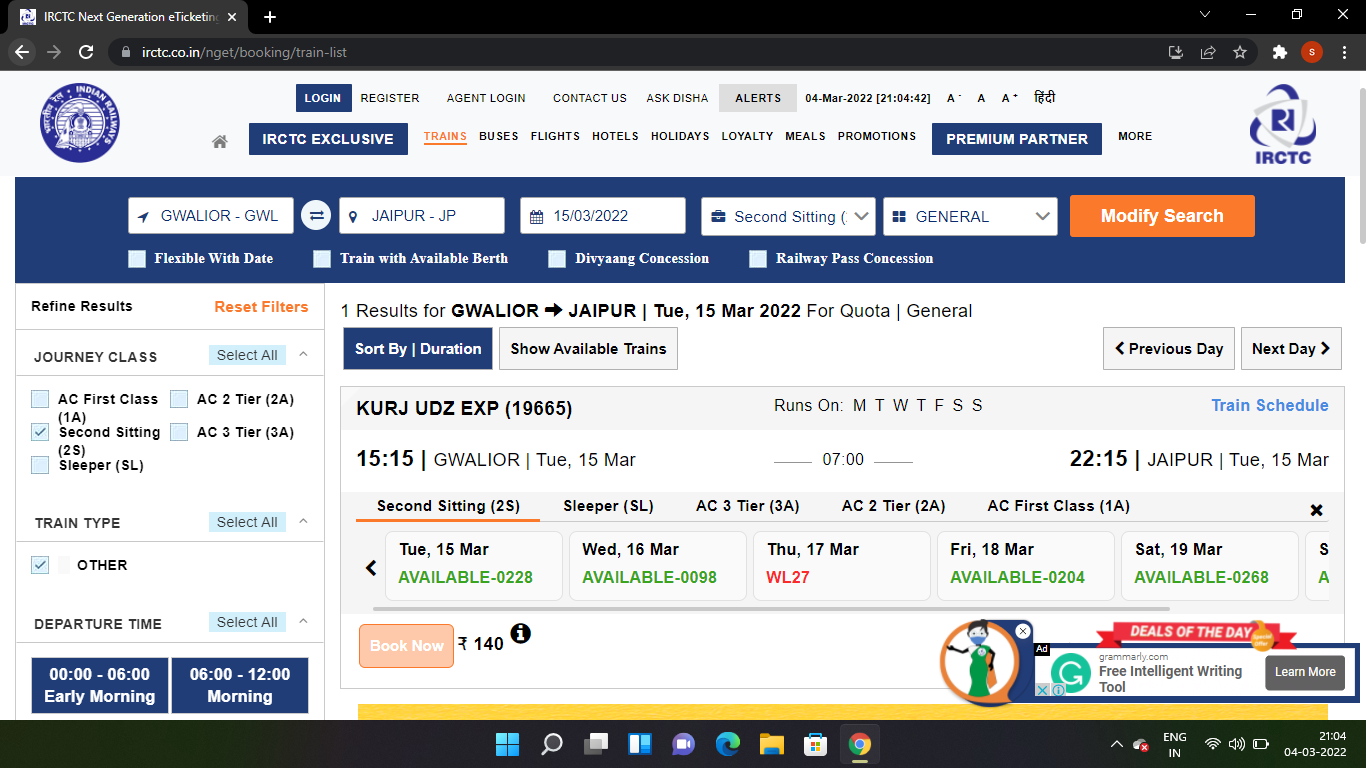 IRCTC Next Generation eTicketing
irctc.co.in/nget/booking/train-list
S
INDIAN RAILWAYS
भारतीय रेल
LOGIN REGISTER AGENT LOGIN CONTACT US ASK DISHA ALERTS 04-Mar-2022 [21:04:42] A - A A + हिंदी
IRCTC EXCLUSIVE TRAINS BUSES FLIGHTS HOTELS HOLIDAYS LOYALTY MEALS PROMOTIONS PREMIUM PARTNER MORE
IRCTC
GWALIOR - GWL JAIPUR - JP 15/03/2022 Second Sitting (2 GENERAL Modify Search
Flexible With Date Train with Available Berth Divyaang Concession Railway Pass Concession
Refine Results Reset Filters
JOURNEY CLASS Select All
AC First Class (1A) AC 2 Tier (2A)
Second Sitting (2S) AC 3 Tier (3A)
Sleeper (SL)
TRAIN TYPE Select All
OTHER
DEPARTURE TIME Select All
00:00 - 06:00 06:00 - 12:00
Early Morning Morning
1 Results for GWALIOR JAIPUR | Tue, 15 Mar 2022 For Quota | General
Sort By | Duration Show Available Trains Previous Day Next Day
KURJ UDZ EXP (19665) Runs On: M T W T F S S Train Schedule
15:15 | GWALIOR | Tue, 15 Mar 07:00 22:15 | JAIPUR | Tue, 15 Mar
Second Sitting (2S) Sleeper (SL) AC 3 Tier (3A) AC 2 Tier (2A) AC First Class (1A)
Tue, 15 Mar Wed, 16 Mar Thu, 17 Mar Fri, 18 Mar Sat, 19 Mar S
AVAILABLE-0228 AVAILABLE-0098 WL27 AVAILABLE-0204 AVAILABLE-0268 A
Book Now ₹ 140
DEALS OF THE DAY Special Offer
Ad
grammarly.com
Free Intelligent Writing
Tool
Learn More
ENG
IN
21:04
04-03-2022